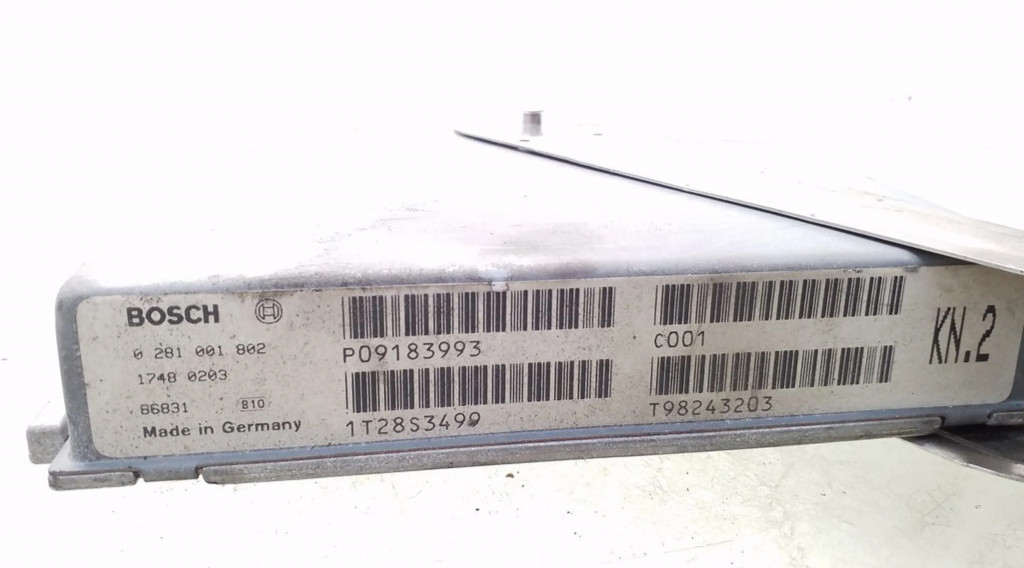 BOSCH
0 281 001 802
1748 0203
86831 810
Made in Germany
P09183993
1T28S3499
C001
T98243203
KN.2